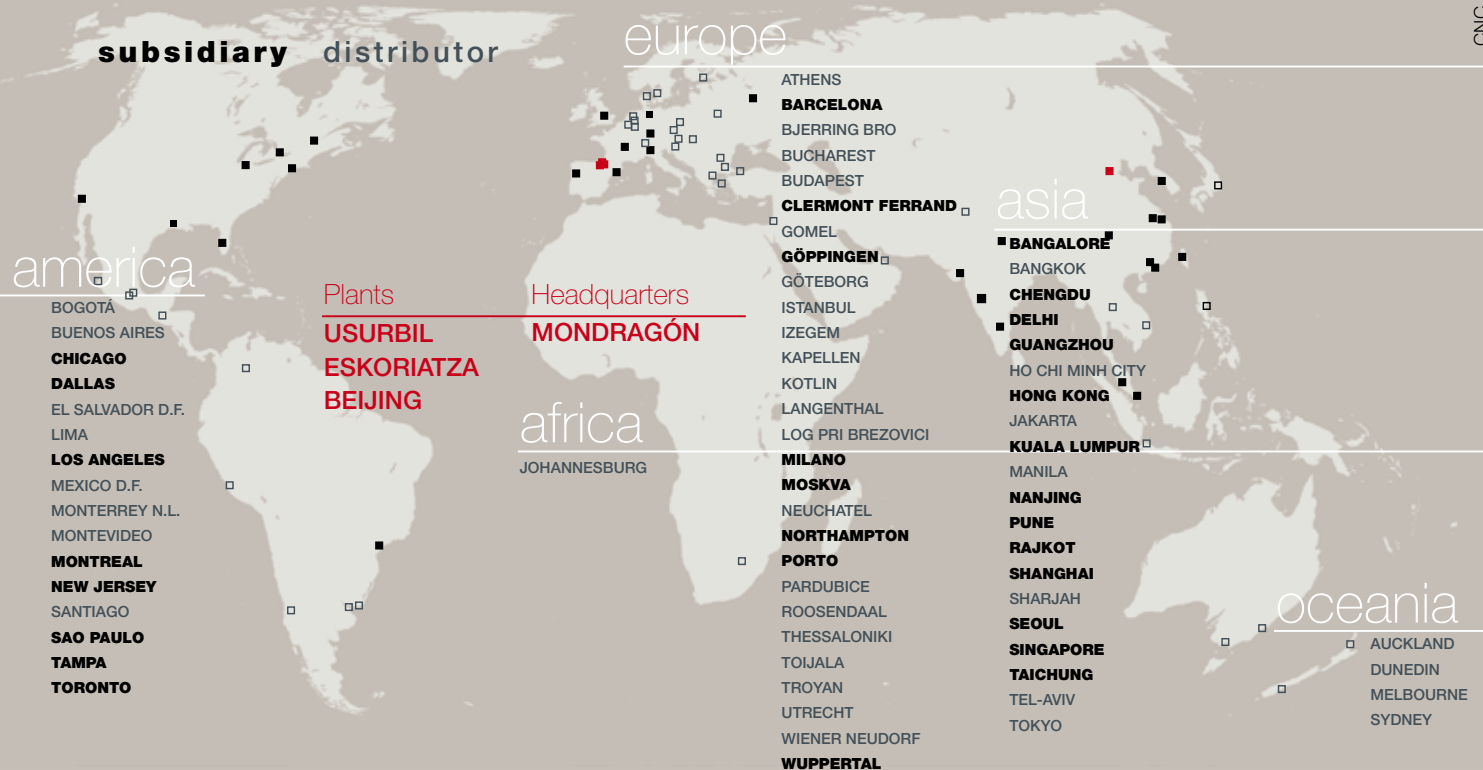 CNC
subsidiary distributor
europe
ATHENS
BARCELONA
BJERRING BRO
BUCHAREST
BUDAPEST
CLERMONT FERRAND
GOMEL
GÖPPINGEN
GÖTEBORG
ISTANBUL
IZEGEM
KAPELLEN
KOTLIN
LANGENTHAL
LOG PRI BREZOVICI
MILANO
MOSKVA
NEUCHATEL
NORTHAMPTON
PORTO
PARDUBICE
ROOSENDAAL
THESSALONIKI
TOIJALA
TROYAN
UTRECHT
WIENER NEUDORF
WUPPERTAL
asia
BANGALORE
BANGKOK
CHENGDU
DELHI
GUANGZHOU
HO CHI MINH CITY
HONG KONG
JAKARTA
KUALA LUMPUR
MANILA
NANJING
PUNE
RAJKOT
SHANGHAI
SHARJAH
SEOUL
SINGAPORE
TAICHUNG
TEL-AVIV
TOKYO
america
BOGOTÁ
BUENOS AIRES
CHICAGO
DALLAS
EL SALVADOR D.F.
LIMA
LOS ANGELES
MEXICO D.F.
MONTERREY N.L.
MONTEVIDEO
MONTREAL
NEW JERSEY
SANTIAGO
SAO PAULO
TAMPA
TORONTO
Plants
USURBIL
ESKORIATZA
BEIJING
Headquarters
MONDRAGÓN
africa
JOHANNESBURG
oceania
AUCKLAND
DUNEDIN
MELBOURNE
SYDNEY